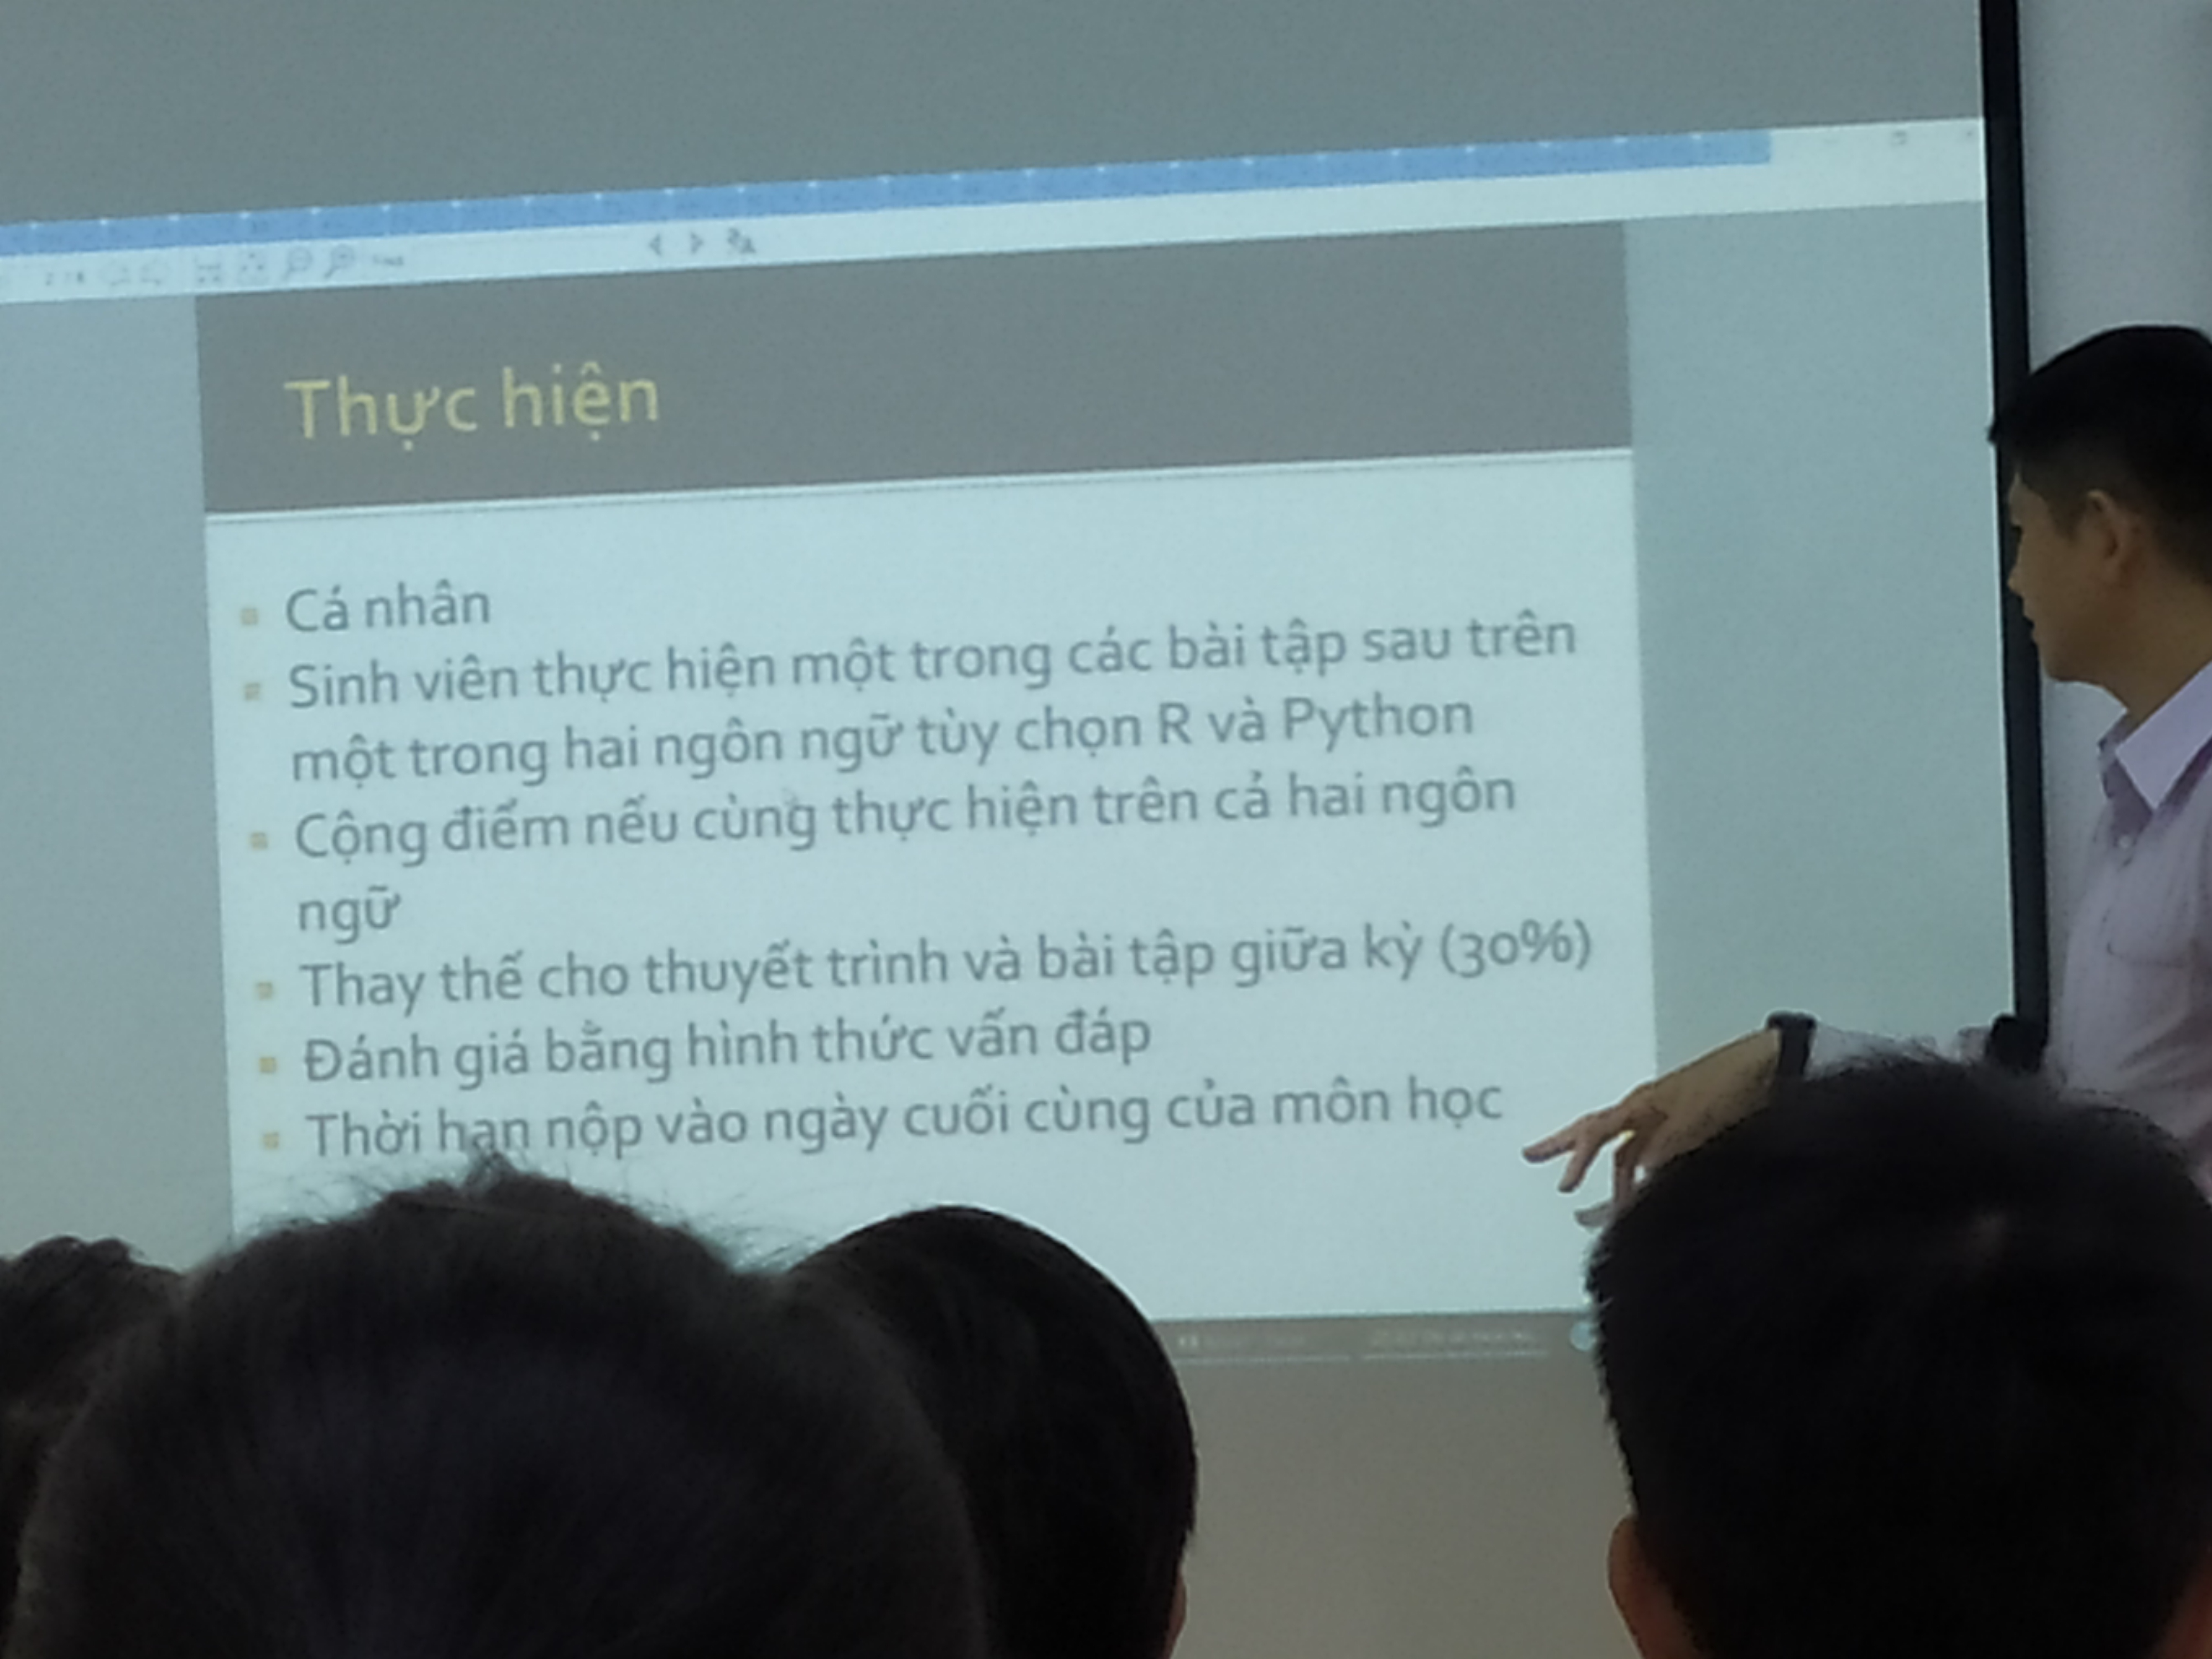 Thực hiện
Cá nhân
Sinh viên thực hiện một trong các bài tập sau trên
một trong hai ngôn ngữ tùy chọn R và Python
Cộng điểm nếu cùng thực hiện trên cả hai ngôn
ngữ
Thay thế cho thuyết trình và bài tập giữa kỳ (30%)
Đánh giá bằng hình thức vấn đáp
Thời hạn nộp vào ngày cuối cùng của môn học